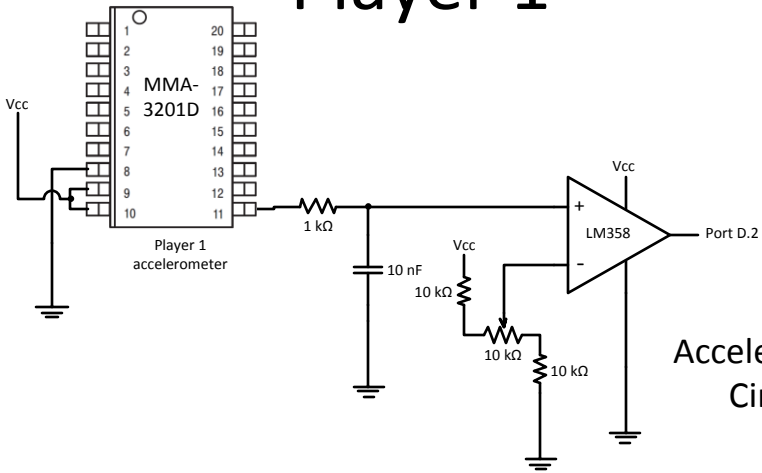 Player 1
1 20
2 19
3 18
4 17
5 16
6 15
7 14
8 13
9 12
10 11
MMA-
3201D
Vcc
Player 1
accelerometer
1 kΩ
10 nF
Vcc
10 kΩ
10 kΩ
10 kΩ
Vcc
+
LM358
-
Port D.2
Accele
Cir